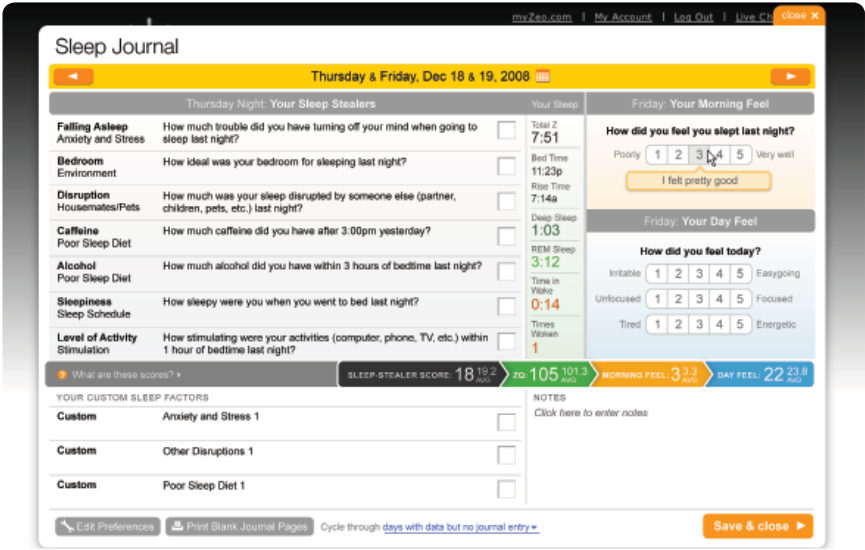 myZeo.com | My Account | Log Out | Live Ch
close X
Sleep Journal
Thursday & Friday, Dec 18 & 19, 2008
Thursday Night: Your Sleep Stealers
Falling Asleep
Anxiety and Stress
How much trouble did you have turning off your mind when going to
sleep last night?
Bedroom
Environment
How ideal was your bedroom for sleeping last night?
Disruption
Housemates/Pets
How much was your sleep disrupted by someone else (partner,
children, pets, etc.) last night?
Caffeine
Poor Sleep Diet
How much caffeine did you have after 3:00pm yesterday?
Alcohol
Poor Sleep Diet
How much alcohol did you have within 3 hours of bedtime last night?
Sleepiness
Sleep Schedule
How sleepy were you when you went to bed last night?
Level of Activity
Stimulation
How stimulating were your activities (computer, phone, TV, etc.) within
1 hour of bedtime last night?
Your Sleep
Total Z
7:51
Bed Time
11:23p
Rise Time
7:14a
Deep Sleep
1:03
REM Sleep
3:12
Time in
Wake
0:14
Times
Woken
1
Friday: Your Morning Feel
How did you feel you slept last night?
Poorly 1 2 3 4 5 Very well
I felt pretty good
Friday: Your Day Feel
How did you feel today?
Irritable 1 2 3 4 5 Easygoing
Unfocused 1 2 3 4 5 Focused
Tired 1 2 3 4 5 Energetic
What are these scores?
SLEEP-STEALER SCORE: 18 19.2 AVG
ZQ: 105 101.3 AVG
MORNING FEEL: 3 3.3 AVG
DAY FEEL: 22 23.8 AVG
YOUR CUSTOM SLEEP FACTORS
Custom Anxiety and Stress 1
Custom Other Disruptions 1
Custom Poor Sleep Diet 1
NOTES
Click here to enter notes
Edit Preferences
Print Blank Journal Pages
Cycle through days with data but no journal entry
Save & close